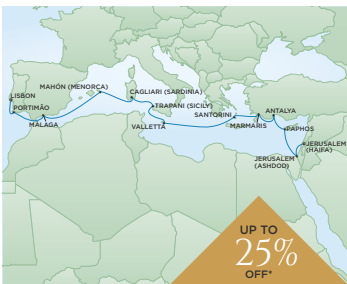 MAHÓN (MENORCA)
LISBON
PORTIMÃO
MÁLAGA
CAGLIARI (SARDINIA)
TRAPANI (SICILY)
VALLETTA
SANTORINI
MARMARIS
ANTALYA
PAPHOS
JERUSALEM
(HAIFA)
JERUSALEM
(ASHDOD)
UP TO
25%
OFF*